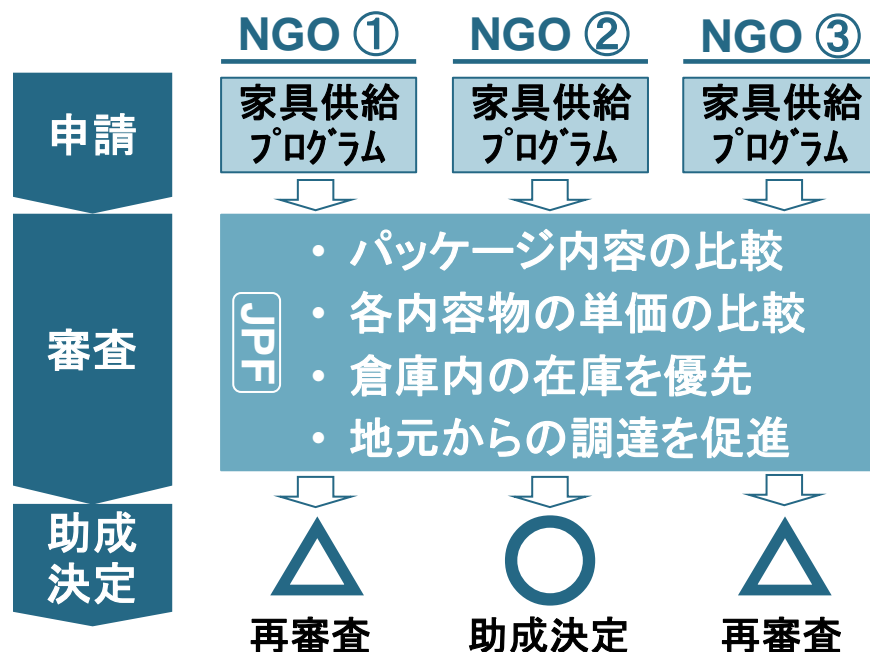 NGO ①
NGO ②
NGO ③
申請
家具供給
プログラム
家具供給
プログラム
家具供給
プログラム
審査
JPF
・ パッケージ内容の比較
・ 各内容物の単価の比較
・ 倉庫内の在庫を優先
・ 地元からの調達を促進
助成
決定
再審査
助成決定
再審査